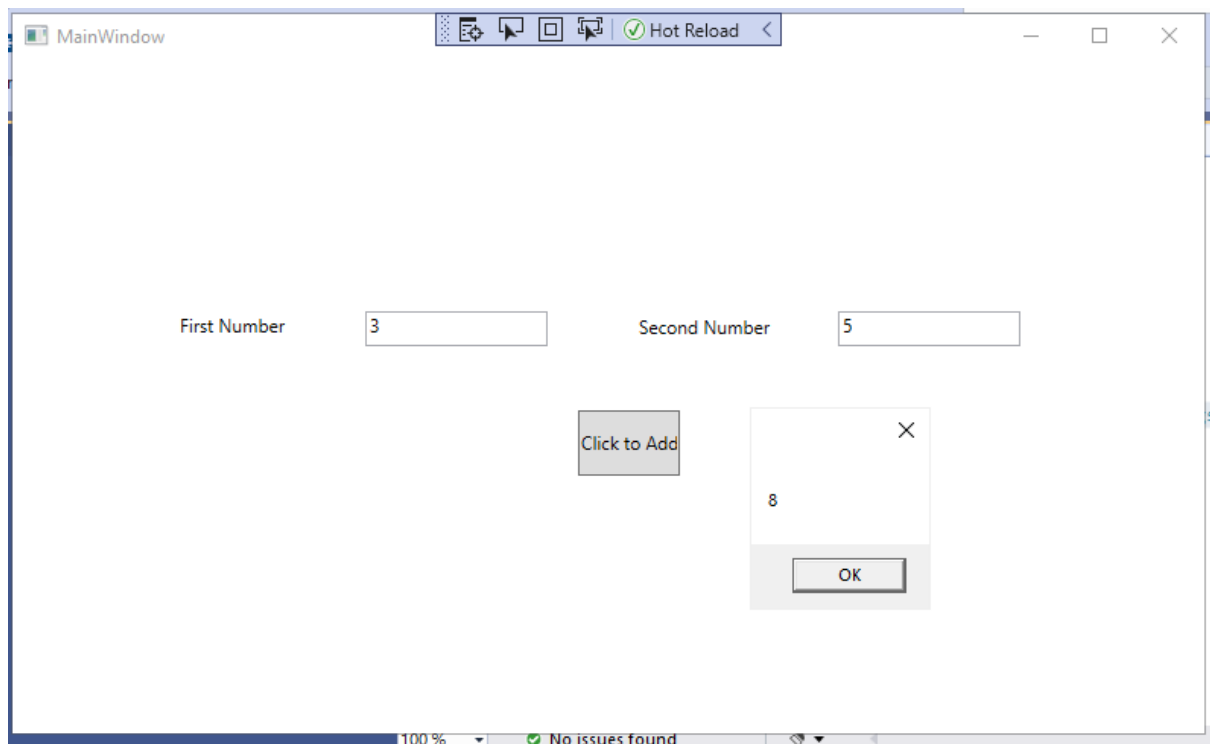 MainWindow
Hot Reload
First Number
3
Second Number
5
Click to Add
8
OK
100 %
No issues found